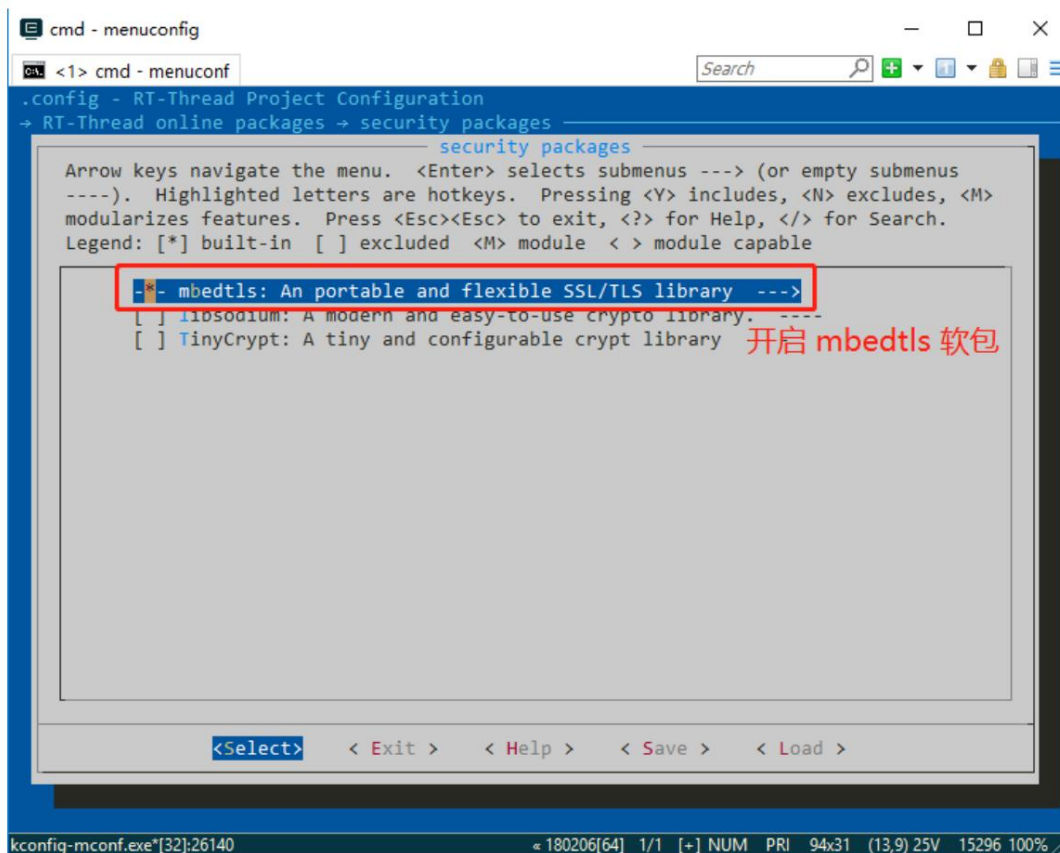 cmd - menuconfig
<1> cmd - menuconf
Search
.config - RT-Thread Project Configuration
→ RT-Thread online packages → security packages
security packages
Arrow keys navigate the menu. <Enter> selects submenus ---> (or empty submenus
----). Highlighted letters are hotkeys. Pressing <Y> includes, <N> excludes, <M>
modularizes features. Press <Esc><Esc> to exit, <?> for Help, </> for Search.
Legend: [*] built-in [ ] excluded <M> module < > module capable
-*- mbedtls: An portable and flexible SSL/TLS library --->
[ ] libsodium: A modern and easy-to-use crypto library. ----
[ ] TinyCrypt: A tiny and configurable crypt library
开启 mbedtls 软包
<Select> < Exit > < Help > < Save > < Load >
kconfig-mconf.exe*[32]:26140 « 180206[64] 1/1 [+] NUM PRI 94x31 (13,9) 25V 15296 100%